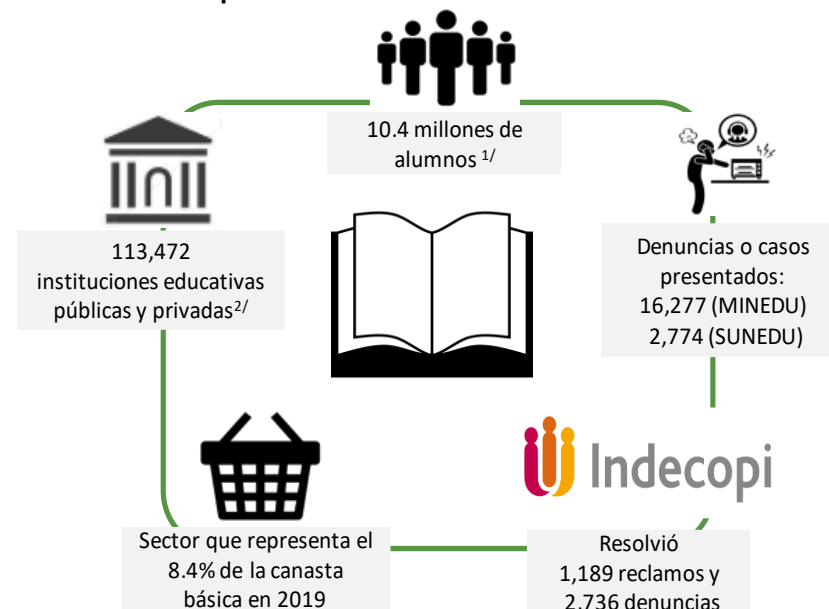 10.4 millones de
alumnos 1/
113,472
instituciones educativas
públicas y privadas2/
Denuncias o casos
presentados:
16,277 (MINEDU)
2,774 (SUNEDU)
Indecopi
Sector que representa el
8.4% de la canasta
básica en 2019
Resolvió
1,189 reclamos y
2,736 denuncias